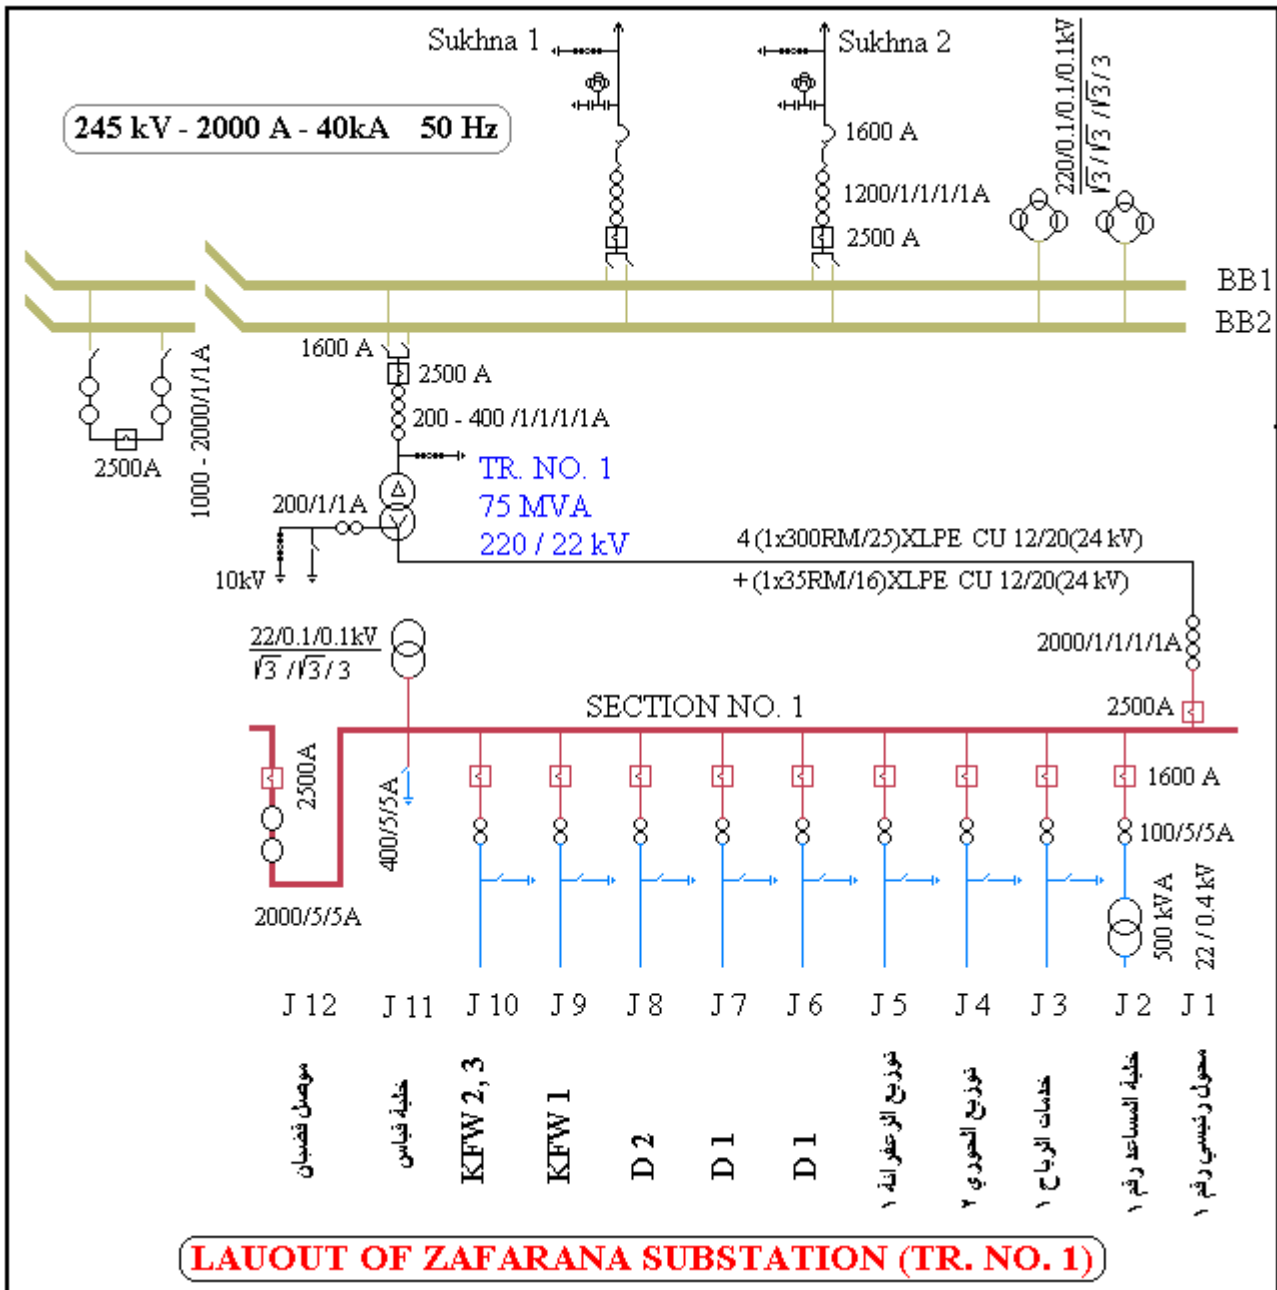 Sukhna 1
Sukhna 2
220/0.1/0.1/0.1kV
√3 /√3 /√3 / 3
245 kV - 2000 A - 40kA 50 Hz
1600 A
1200/1/1/1/1A
2500 A
BB1
BB2
1600 A
2500 A
200 - 400 /1/1/1/1A
1000 - 2000/1/1A
2500A
TR. NO. 1
75 MVA
220 / 22 kV
200/1/1A
10kV
4 (1x300RM/25)XLPE CU 12/20(24 kV)
+ (1x35RM/16)XLPE CU 12/20(24 kV)
22/0.1/0.1kV
√3 /√3 / 3
2000/1/1/1/1A
2500A
SECTION NO. 1
2500A
400/5/5A
1600 A
100/5/5A
2000/5/5A
500 kVA
22 / 0.4 kV
J 12
J 11
J 10
J 9
J 8
J 7
J 6
J 5
J 4
J 3
J 2
J 1
موصل قضبان
خلية قياس
KFW 2, 3
KFW 1
D 2
D 1
D 1
توزيع الزعفرانة ١
توزيع الحوري ٢
خدمات الرياح ١
خلية المساعد رقم ١
محول رئيسي رقم ١
LAUOUT OF ZAFARANA SUBSTATION (TR. NO. 1)